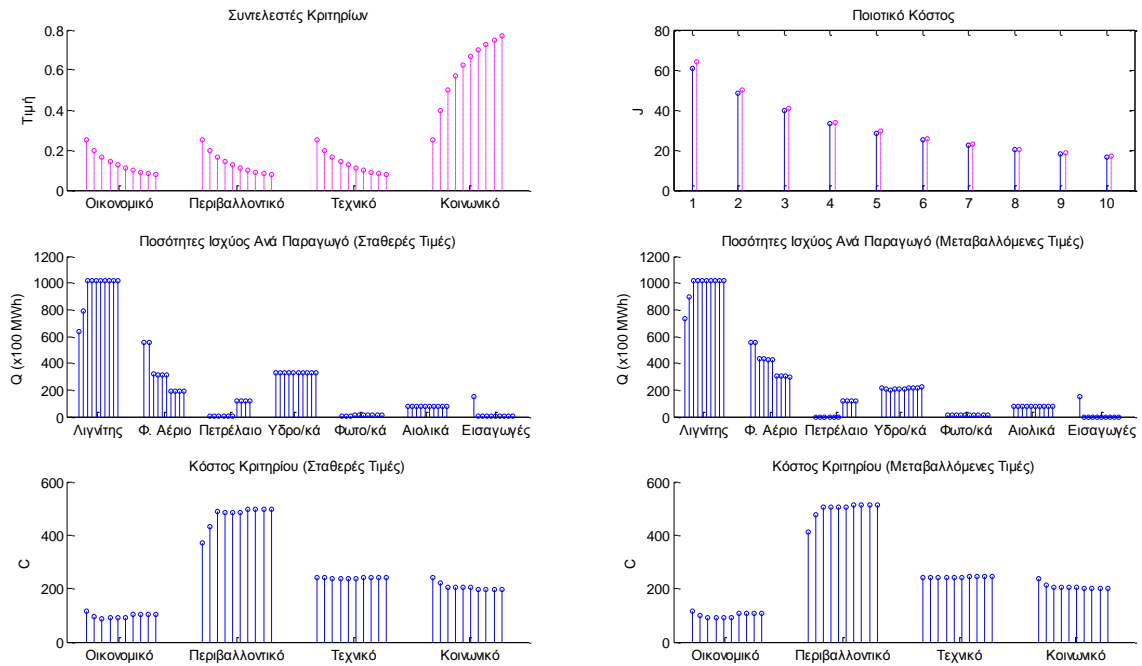 Συντελεστές Κριτηρίων
Τιμή
0.8
0.6
0.4
0.2
0
Οικονομικό Περιβαλλοντικό Τεχνικό Κοινωνικό
Ποιοτικό Κόστος
J
80
60
40
20
0
1 2 3 4 5 6 7 8 9 10
Ποσότητες Ισχύος Ανά Παραγωγό (Σταθερές Τιμές)
Q (x100 MWh)
1200
1000
800
600
400
200
0
Λιγνίτης Φ. Αέριο Πετρέλαιο Υδρο/κά Φωτο/κά Αιολικά Εισαγωγές
Ποσότητες Ισχύος Ανά Παραγωγό (Μεταβαλλόμενες Τιμές)
Q (x100 MWh)
1200
1000
800
600
400
200
0
Λιγνίτης Φ. Αέριο Πετρέλαιο Υδρο/κά Φωτο/κά Αιολικά Εισαγωγές
Κόστος Κριτηρίου (Σταθερές Τιμές)
C
600
400
200
0
Οικονομικό Περιβαλλοντικό Τεχνικό Κοινωνικό
Κόστος Κριτηρίου (Μεταβαλλόμενες Τιμές)
C
600
400
200
0
Οικονομικό Περιβαλλοντικό Τεχνικό Κοινωνικό